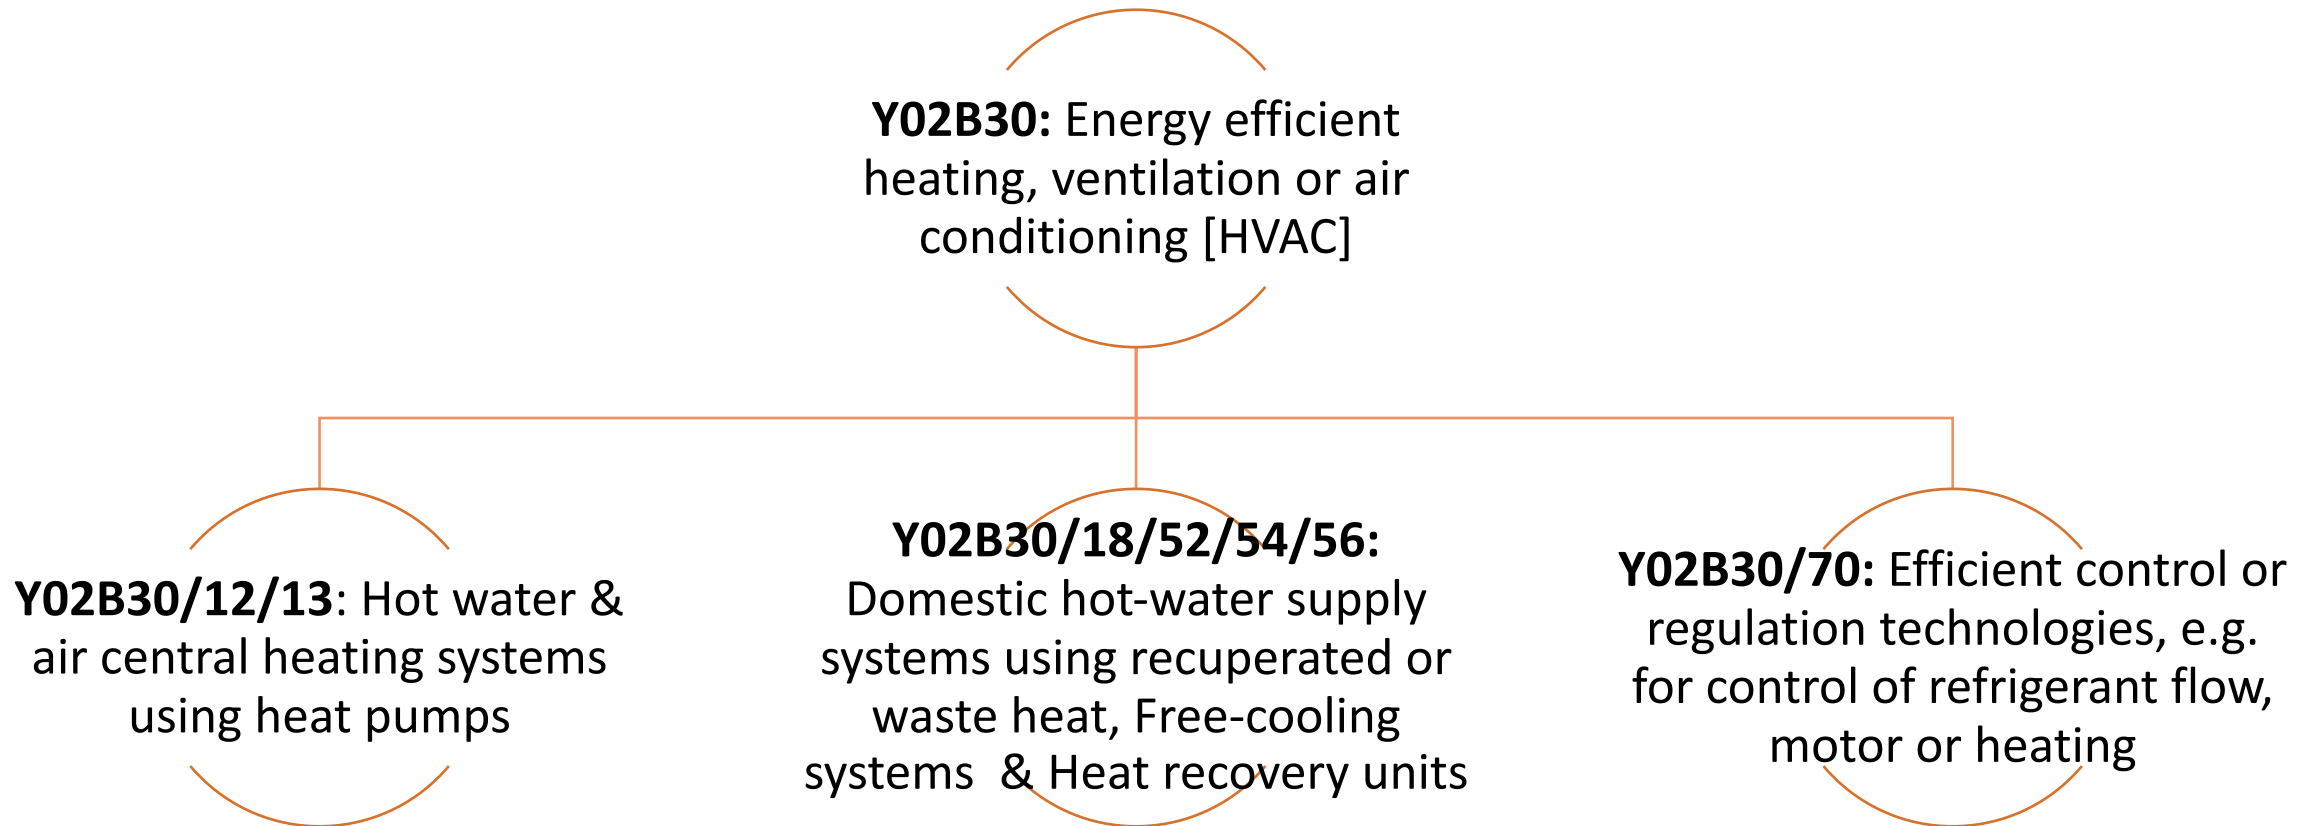 Y02B30: Energy efficient
heating, ventilation or air
conditioning [HVAC]
Y02B30/12/13: Hot water &
air central heating systems
using heat pumps
Y02B30/18/52/54/56:
Domestic hot-water supply
systems using recuperated or
waste heat, Free-cooling
systems  & Heat recovery units
Y02B30/70: Efficient control or
regulation technologies, e.g.
for control of refrigerant flow,
motor or heating